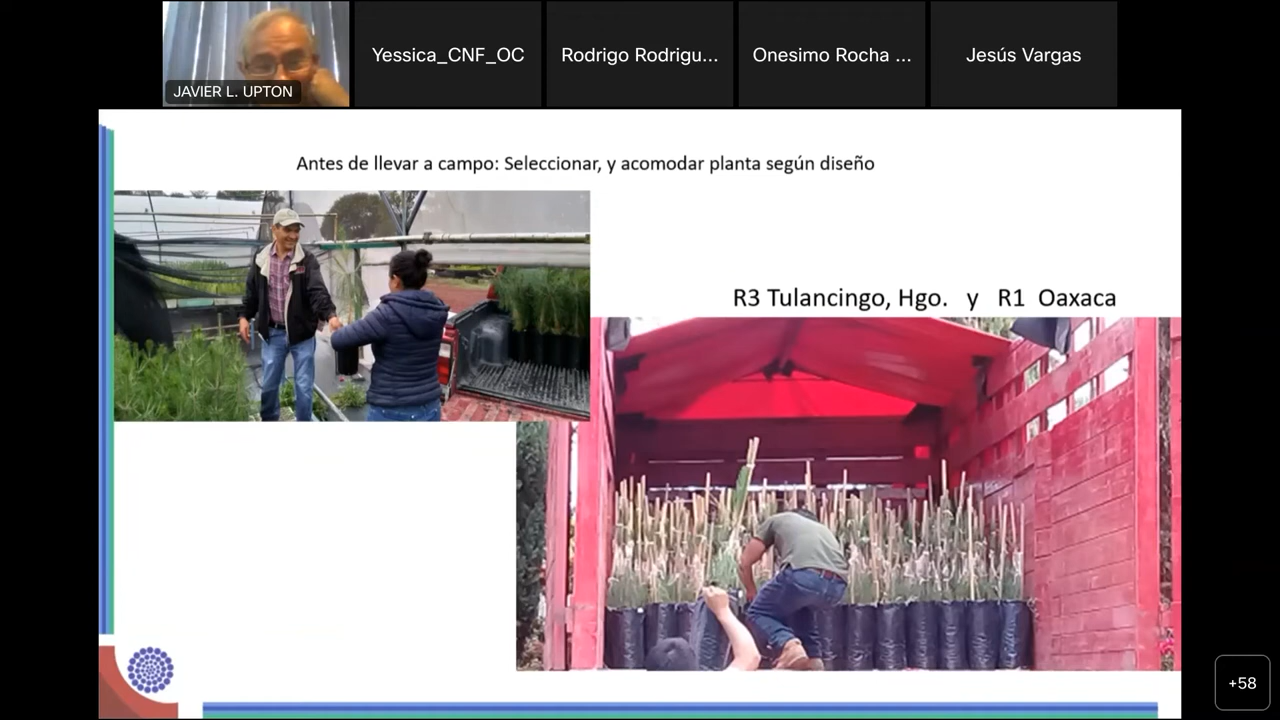 JAVIER L. UPTON
Yessica_CNF_OC
Rodrigo Rodrigu...
Onesimo Rocha ...
Jesús Vargas
Antes de llevar a campo: Seleccionar, y acomodar planta según diseño
R3 Tulancingo, Hgo. y R1 Oaxaca
+58